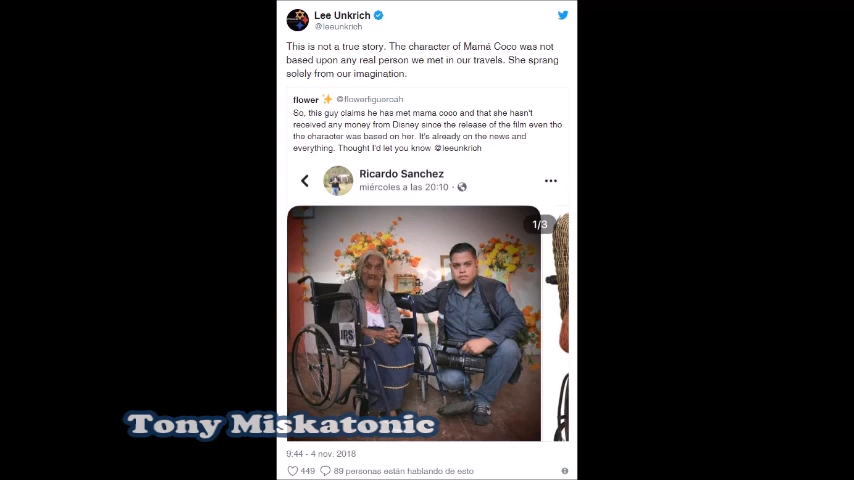 Lee Unkrich
@leeunkrich
This is not a true story. The character of Mamá Coco was not
based upon any real person we met in our travels. She sprang
solely from our imagination.
flower ✨ @flowerfigueroah
So, this guy claims he has met mama coco and that she hasn't
received any money from Disney since the release of the film even tho
the character was based on her. It's already on the news and
everything. Thought I'd let you know @leeunkrich
Ricardo Sanchez
miércoles a las 20:10 ·
1/3
Tony Miskatonic
9:44 - 4 nov. 2018
449 89 personas están hablando de esto